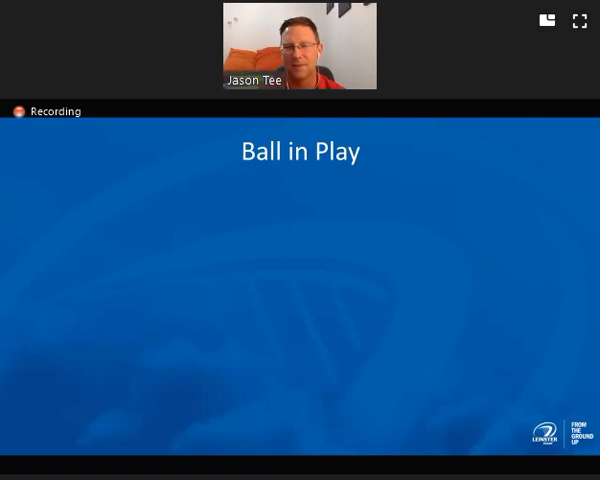 Jason Tee
Recording
Ball in Play
LEINSTER
FROM
THE
GROUND
UP